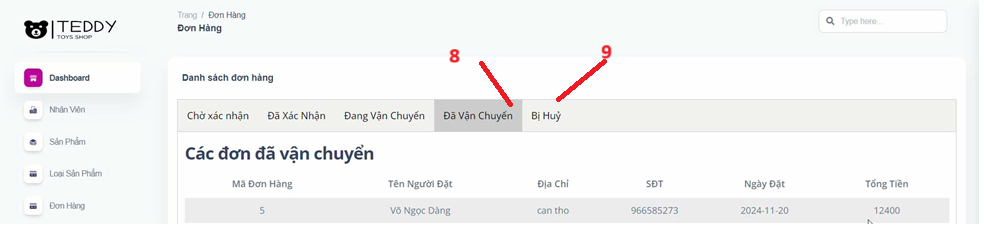 TEDDY
TOYS SHOP
Trang / Đơn Hàng
Đơn Hàng
Type here...
8
9
Dashboard
Danh sách đơn hàng
Nhân Viên
Chờ xác nhận Đã Xác Nhận Đang Vận Chuyển Đã Vận Chuyển Bị Huỷ
Sản Phẩm
Các đơn đã vận chuyển
Loại Sản Phẩm
Mã Đơn Hàng Tên Người Đặt Địa Chỉ SĐT Ngày Đặt Tổng Tiền
Đơn Hàng
5 Võ Ngọc Dàng can tho 966585273 2024-11-20 12400